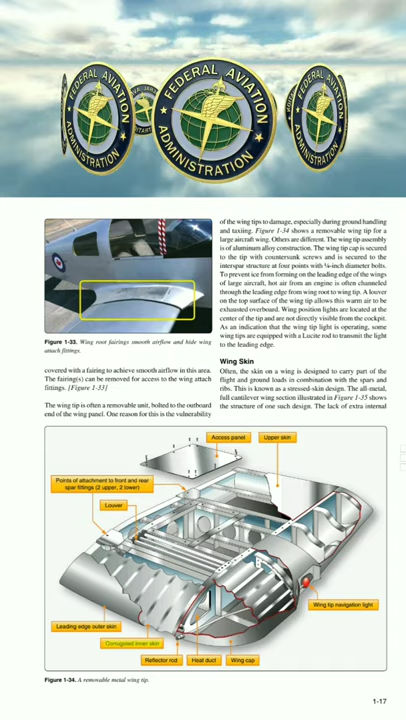 FEDERAL AVIATION
ADMINISTRATION
FEDERAL AVIATION
ADMINISTRATION
FEDERAL AVIATION
ADMINISTRATION
of the wing tips to damage, especially during ground handling
and taxiing. Figure 1-34 shows a removable wing tip for a
large aircraft wing. Others are different. The wing tip assembly
is of aluminum alloy construction. The wing tip cap is secured
to the tip with countersunk screws and is secured to the
interspar structure at four points with ¼-inch diameter bolts.
To prevent ice from forming on the leading edge of the wings
of large aircraft, hot air from an engine is often channeled
through the leading edge from wing root to wing tip. A louver
on the top surface of the wing tip allows this warm air to be
exhausted overboard. Wing position lights are located at the
center of the tip and are not directly visible from the cockpit.
As an indication that the wing tip light is operating, some
wing tips are equipped with a Lucite rod to transmit the light
to the leading edge.
Figure 1-33. Wing root fairings smooth airflow and hide wing
attach fittings.
covered with a fairing to achieve smooth airflow in this area.
The fairing(s) can be removed for access to the wing attach
fittings. [Figure 1-33]
The wing tip is often a removable unit, bolted to the outboard
end of the wing panel. One reason for this is the vulnerability
Wing Skin
Often, the skin on a wing is designed to carry part of the
flight and ground loads in combination with the spars and
ribs. This is known as a stressed-skin design. The all-metal,
full cantilever wing section illustrated in Figure 1-35 shows
the structure of one such design. The lack of extra internal
Access panel
Upper skin
Points of attachment to front and rear
spar fittings (2 upper, 2 lower)
Louver
Wing tip navigation light
Leading edge outer skin
Corrugated inner skin
Reflector rod
Heat duct
Wing cap
Figure 1-34. A removable metal wing tip.
1-17